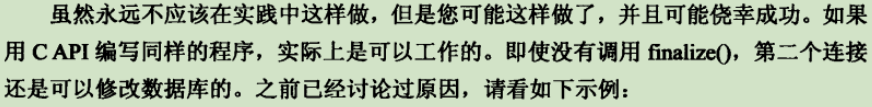 虽然永远不应该在实践中这样做，但是您可能这样做了，并且可能侥幸成功。如果
用 C API 编写同样的程序，实际上是可以工作的。即使没有调用 finalize()，第二个连接
还是可以修改数据库的。之前已经讨论过原因，请看如下示例：